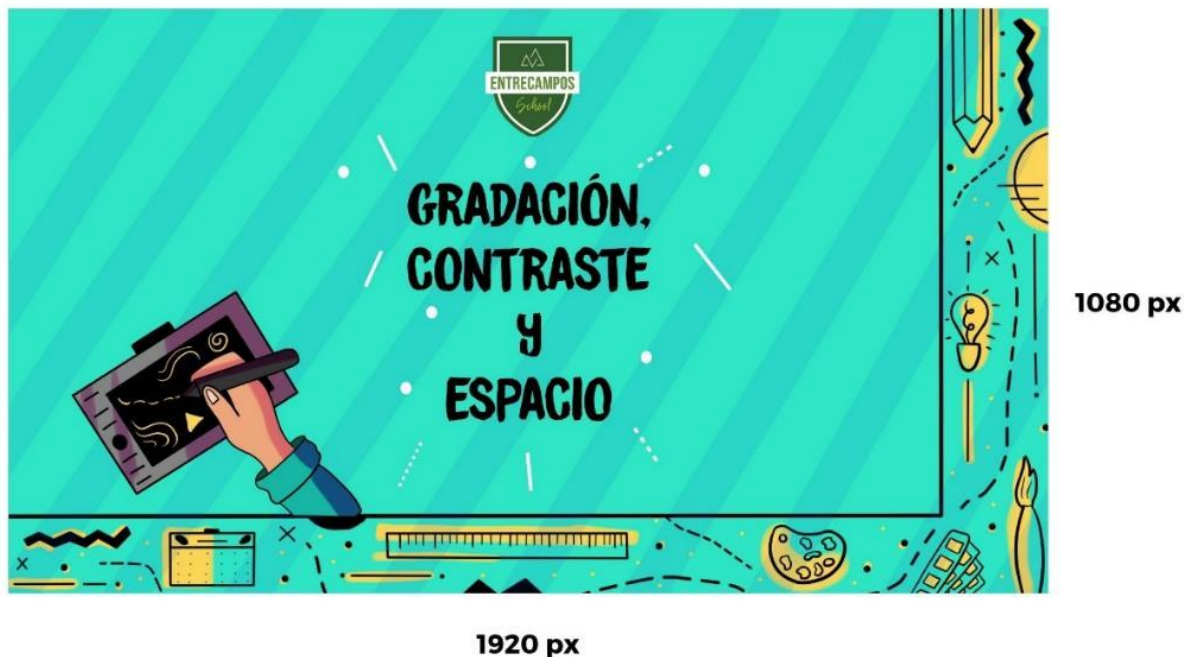 ENTRECAMPOS
School
GRADACIÓN,
CONTRASTE
y
ESPACIO
1080 px
1920 px